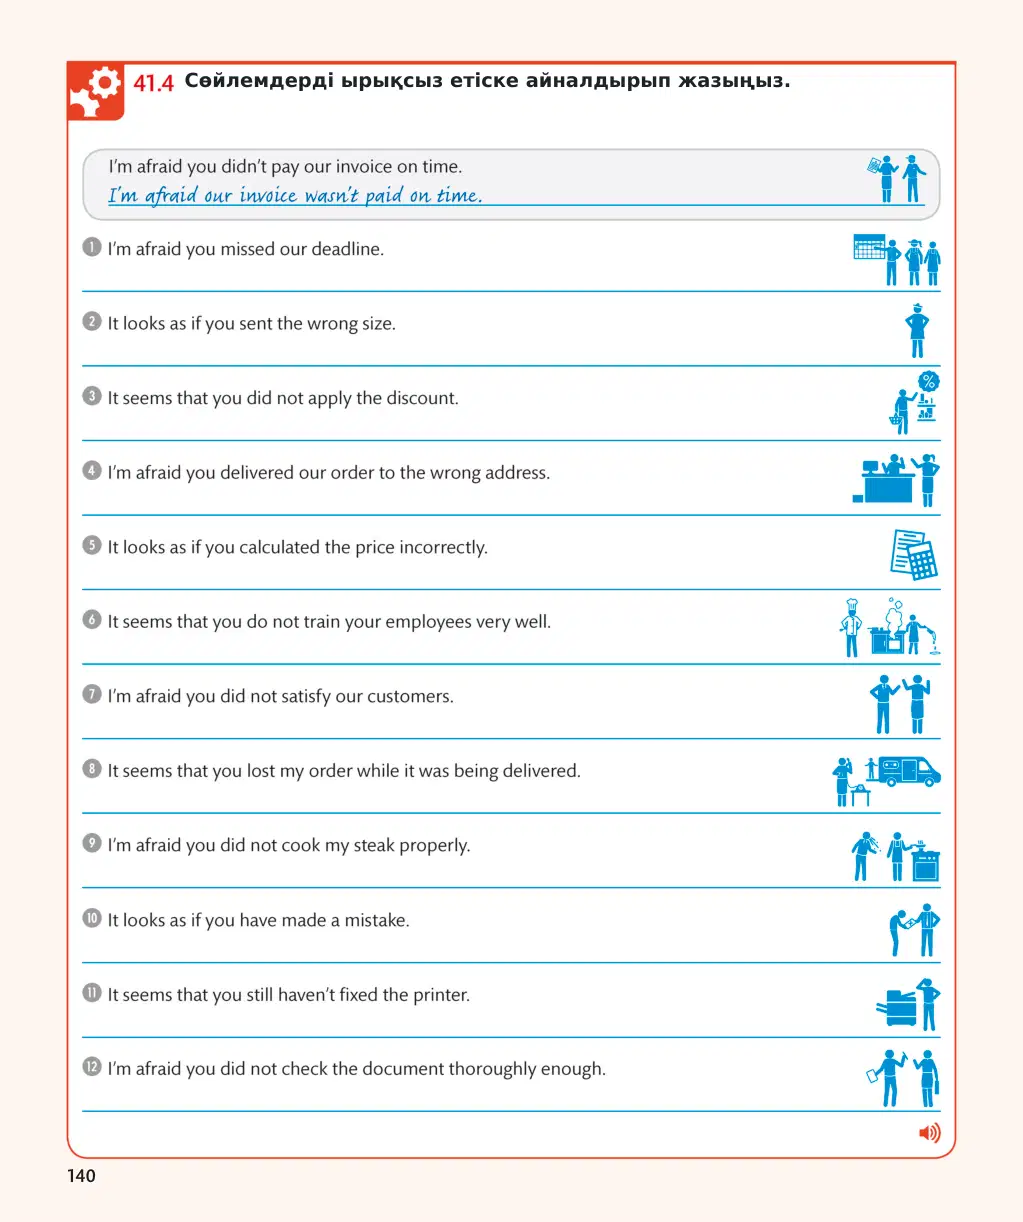 41.4 Сөйлемдерді ырықсыз етіске айналдырып жазыңыз.
I'm afraid you didn't pay our invoice on time.
I'm afraid our invoice wasn't paid on time.
1 I'm afraid you missed our deadline.
2 It looks as if you sent the wrong size.
%
3 It seems that you did not apply the discount.
4 I'm afraid you delivered our order to the wrong address.
5 It looks as if you calculated the price incorrectly.
6 It seems that you do not train your employees very well.
7 I'm afraid you did not satisfy our customers.
8 It seems that you lost my order while it was being delivered.
9 I'm afraid you did not cook my steak properly.
10 It looks as if you have made a mistake.
11 It seems that you still haven't fixed the printer.
12 I'm afraid you did not check the document thoroughly enough.
140